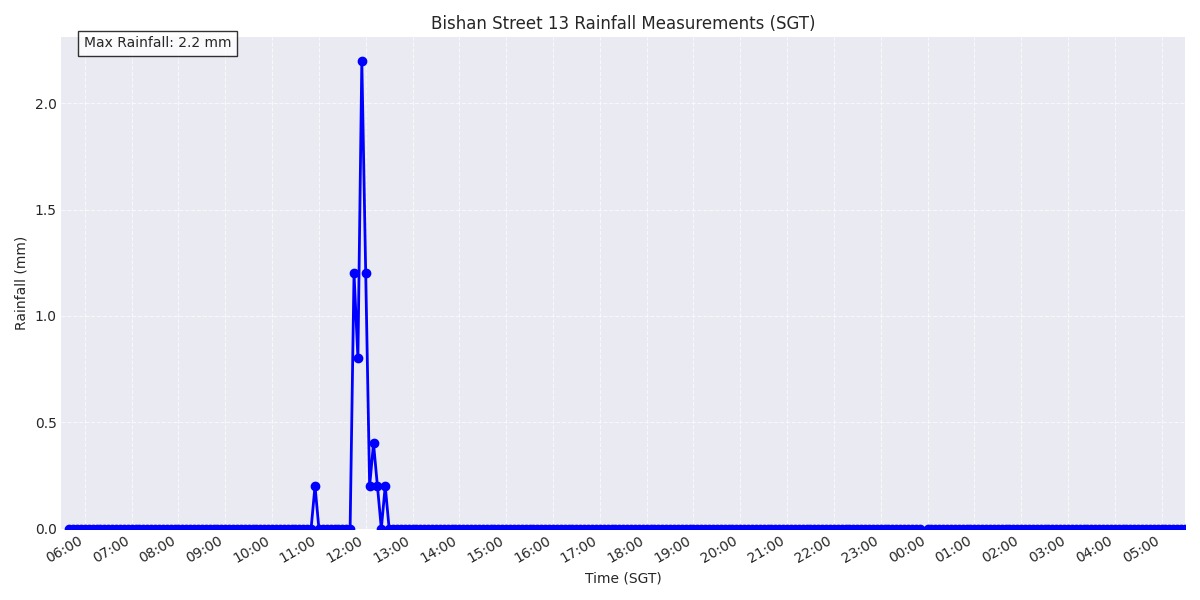 Bishan Street 13 Rainfall Measurements (SGT)
Max Rainfall: 2.2 mm
Rainfall (mm)
2.0
1.5
1.0
0.5
0.0
06:00 07:00 08:00 09:00 10:00 11:00 12:00 13:00 14:00 15:00 16:00 17:00 18:00 19:00 20:00 21:00 22:00 23:00 00:00 01:00 02:00 03:00 04:00 05:00
Time (SGT)